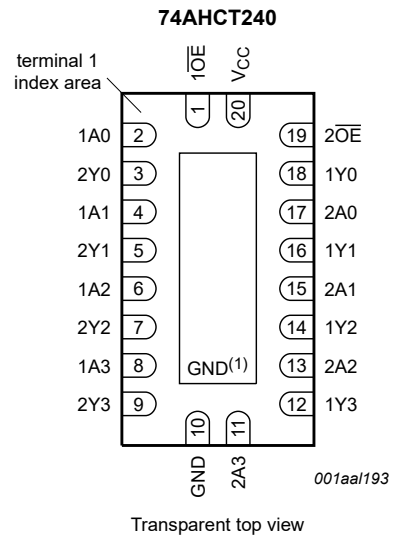 74AHCT240
terminal 1
index area
1OE
VCC
1
20
1A0 2 19 2OE
2Y0 3 18 1Y0
1A1 4 17 2A0
2Y1 5 16 1Y1
1A2 6 15 2A1
2Y2 7 14 1Y2
1A3 8 GND(1) 13 2A2
2Y3 9 12 1Y3
10
11
GND
2A3
001aal193
Transparent top view